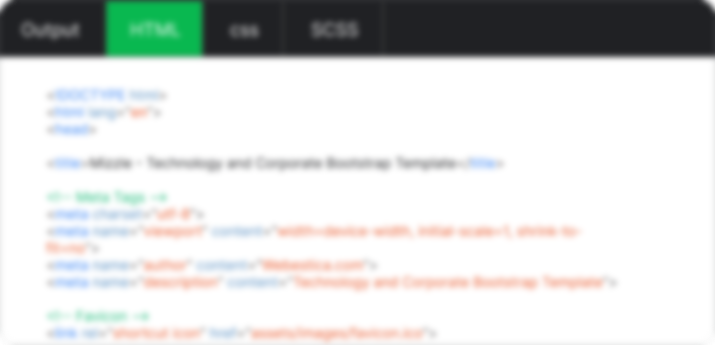 Output HTML css SCSS
<!DOCTYPE html>
<html lang="en">
<head>
<title>Mizzle - Technology and Corporate Bootstrap Template</title>
<!-- Meta Tags -->
<meta charset="utf-8">
<meta name="viewport" content="width=device-width, initial-scale=1, shrink-to-
fit=no">
<meta name="author" content="Webestica.com">
<meta name="description" content="Technology and Corporate Bootstrap Template">
<!-- Favicon -->
<link rel="shortcut icon" href="assets/images/favicon.ico">